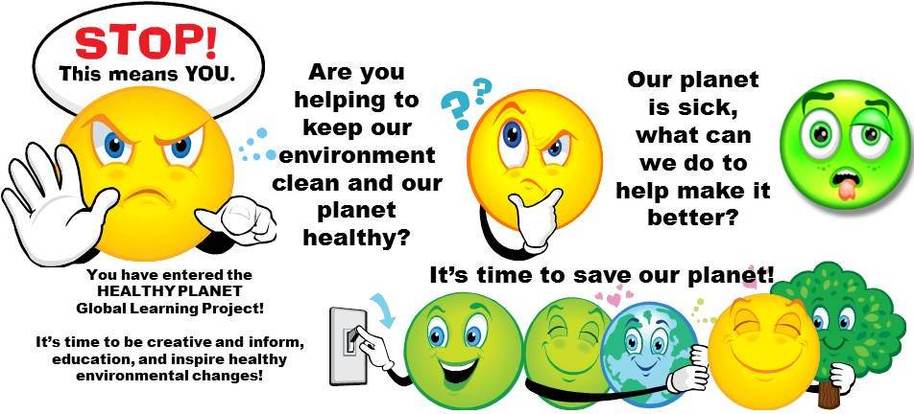 STOP!
This means YOU.
Are you
helping to
keep our
environment
clean and our
planet
healthy?
??
Our planet
is sick,
what can
we do to
help make it
better?
You have entered the
HEALTHY PLANET
Global Learning Project!
It's time to be creative and inform,
education, and inspire healthy
environmental changes!
It's time to save our planet!